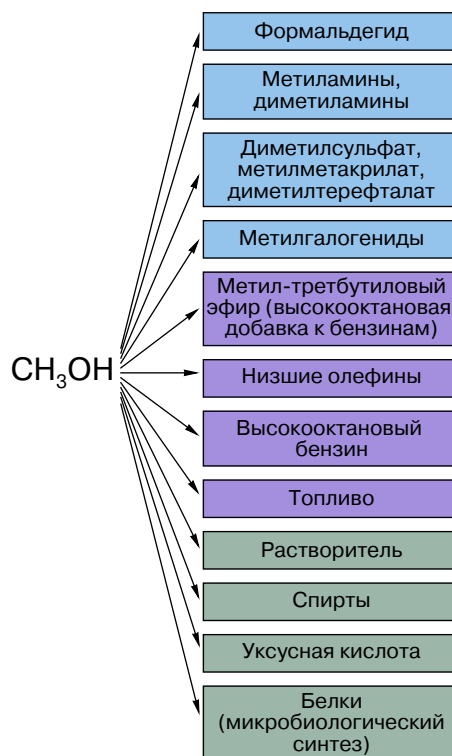 Формальдегид
Метиламины,
диметиламины
Диметилсульфат,
метилметакрилат,
диметилтерефталат
Метилгалогениды
Метил-третбутиловый
эфир (высокооктановая
добавка к бензинам)
CH₃OH
Низшие олефины
Высокооктановый
бензин
Топливо
Растворитель
Спирты
Уксусная кислота
Белки
(микробиологический
синтез)